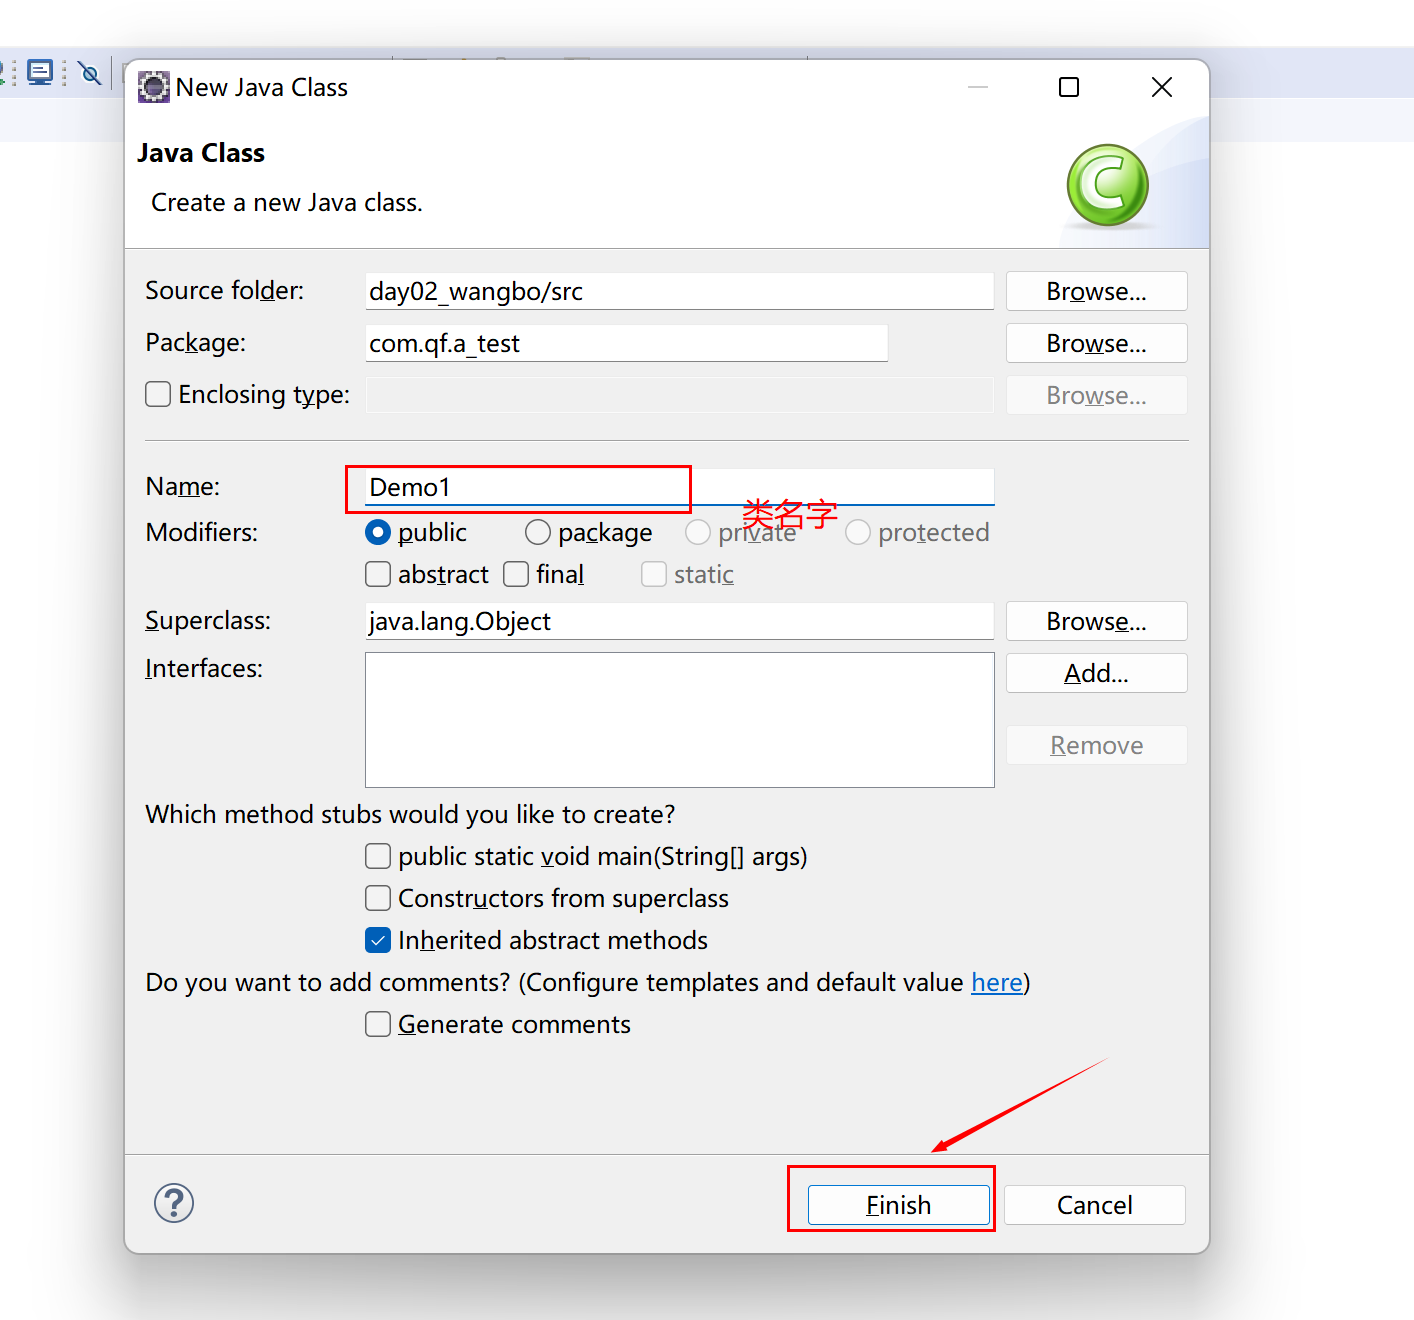 New Java Class
Java Class
Create a new Java class.
Source folder: day02_wangbo/src Browse...
Package: com.qf.a_test Browse...
Enclosing type: Browse...
Name: Demo1
类名字
Modifiers: public package private protected
abstract final static
Superclass: java.lang.Object Browse...
Interfaces: Add...
Remove
Which method stubs would you like to create?
public static void main(String[] args)
Constructors from superclass
Inherited abstract methods
Do you want to add comments? (Configure templates and default value here)
Generate comments
? Finish Cancel